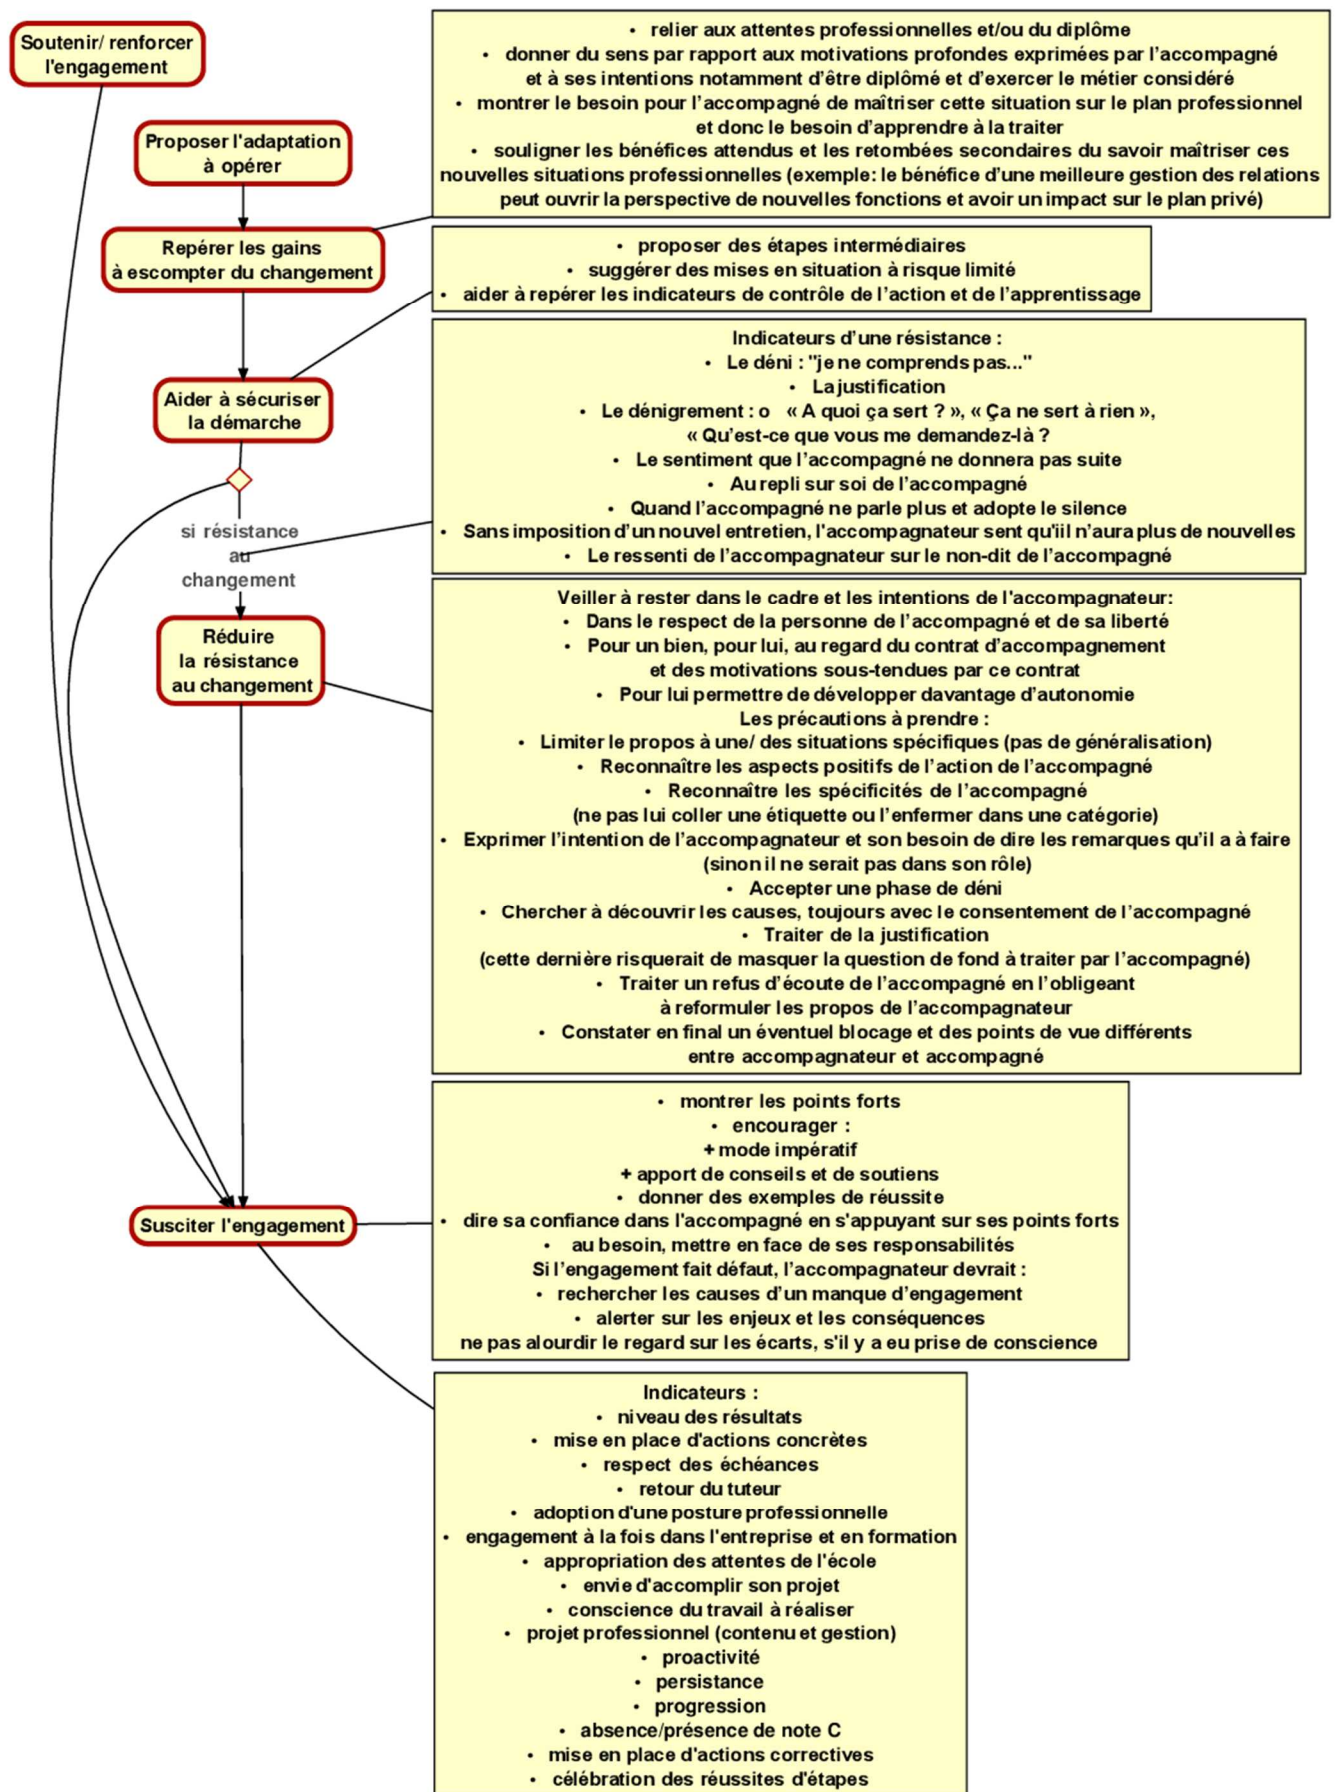 Soutenir/ renforcer
l'engagement
Proposer l'adaptation
à opérer
Repérer les gains
à escompter du changement
Aider à sécuriser
la démarche
si résistance
au
changement
Réduire
la résistance
au changement
Susciter l'engagement
• relier aux attentes professionnelles et/ou du diplôme
• donner du sens par rapport aux motivations profondes exprimées par l'accompagné
et à ses intentions notamment d'être diplômé et d'exercer le métier considéré
• montrer le besoin pour l'accompagné de maîtriser cette situation sur le plan professionnel
et donc le besoin d'apprendre à la traiter
• souligner les bénéfices attendus et les retombées secondaires du savoir maîtriser ces
nouvelles situations professionnelles (exemple: le bénéfice d'une meilleure gestion des relations
peut ouvrir la perspective de nouvelles fonctions et avoir un impact sur le plan privé)
• proposer des étapes intermédiaires
• suggérer des mises en situation à risque limité
• aider à repérer les indicateurs de contrôle de l'action et de l'apprentissage
Indicateurs d'une résistance :
• Le déni : "je ne comprends pas..."
• La justification
• Le dénigrement : o « A quoi ça sert ? », « Ça ne sert à rien »,
« Qu'est-ce que vous me demandez-là ?
• Le sentiment que l'accompagné ne donnera pas suite
• Au repli sur soi de l'accompagné
• Quand l'accompagné ne parle plus et adopte le silence
• Sans imposition d'un nouvel entretien, l'accompagnateur sent qu'iil n'aura plus de nouvelles
• Le ressenti de l'accompagnateur sur le non-dit de l'accompagné
Veiller à rester dans le cadre et les intentions de l'accompagnateur:
• Dans le respect de la personne de l'accompagné et de sa liberté
• Pour un bien, pour lui, au regard du contrat d'accompagnement
et des motivations sous-tendues par ce contrat
• Pour lui permettre de développer davantage d'autonomie
Les précautions à prendre :
• Limiter le propos à une/ des situations spécifiques (pas de généralisation)
• Reconnaître les aspects positifs de l'action de l'accompagné
• Reconnaître les spécificités de l'accompagné
(ne pas lui coller une étiquette ou l'enfermer dans une catégorie)
• Exprimer l'intention de l'accompagnateur et son besoin de dire les remarques qu'il a à faire
(sinon il ne serait pas dans son rôle)
• Accepter une phase de déni
• Chercher à découvrir les causes, toujours avec le consentement de l'accompagné
• Traiter de la justification
(cette dernière risquerait de masquer la question de fond à traiter par l'accompagné)
• Traiter un refus d'écoute de l'accompagné en l'obligeant
à reformuler les propos de l'accompagnateur
• Constater en final un éventuel blocage et des points de vue différents
entre accompagnateur et accompagné
• montrer les points forts
• encourager :
+ mode impératif
+ apport de conseils et de soutiens
• donner des exemples de réussite
• dire sa confiance dans l'accompagné en s'appuyant sur ses points forts
• au besoin, mettre en face de ses responsabilités
Si l'engagement fait défaut, l'accompagnateur devrait :
• rechercher les causes d'un manque d'engagement
• alerter sur les enjeux et les conséquences
ne pas alourdir le regard sur les écarts, s'il y a eu prise de conscience
Indicateurs :
• niveau des résultats
• mise en place d'actions concrètes
• respect des échéances
• retour du tuteur
• adoption d'une posture professionnelle
• engagement à la fois dans l'entreprise et en formation
• appropriation des attentes de l'école
• envie d'accomplir son projet
• conscience du travail à réaliser
• projet professionnel (contenu et gestion)
• proactivité
• persistance
• progression
• absence/présence de note C
• mise en place d'actions correctives
• célébration des réussites d'étapes